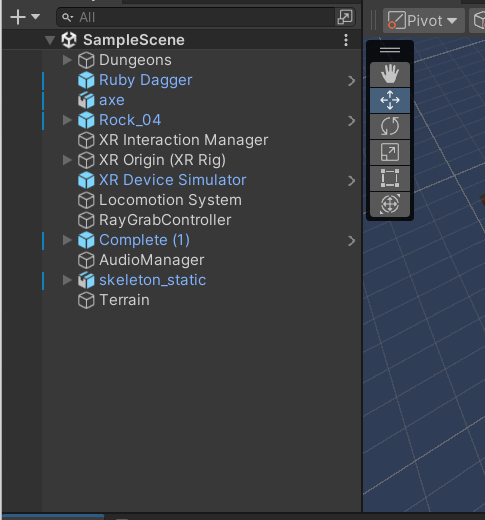 All
Pivot
SampleScene
Dungeons
Ruby Dagger
axe
Rock_04
XR Interaction Manager
XR Origin (XR Rig)
XR Device Simulator
Locomotion System
RayGrabController
Complete (1)
AudioManager
skeleton_static
Terrain